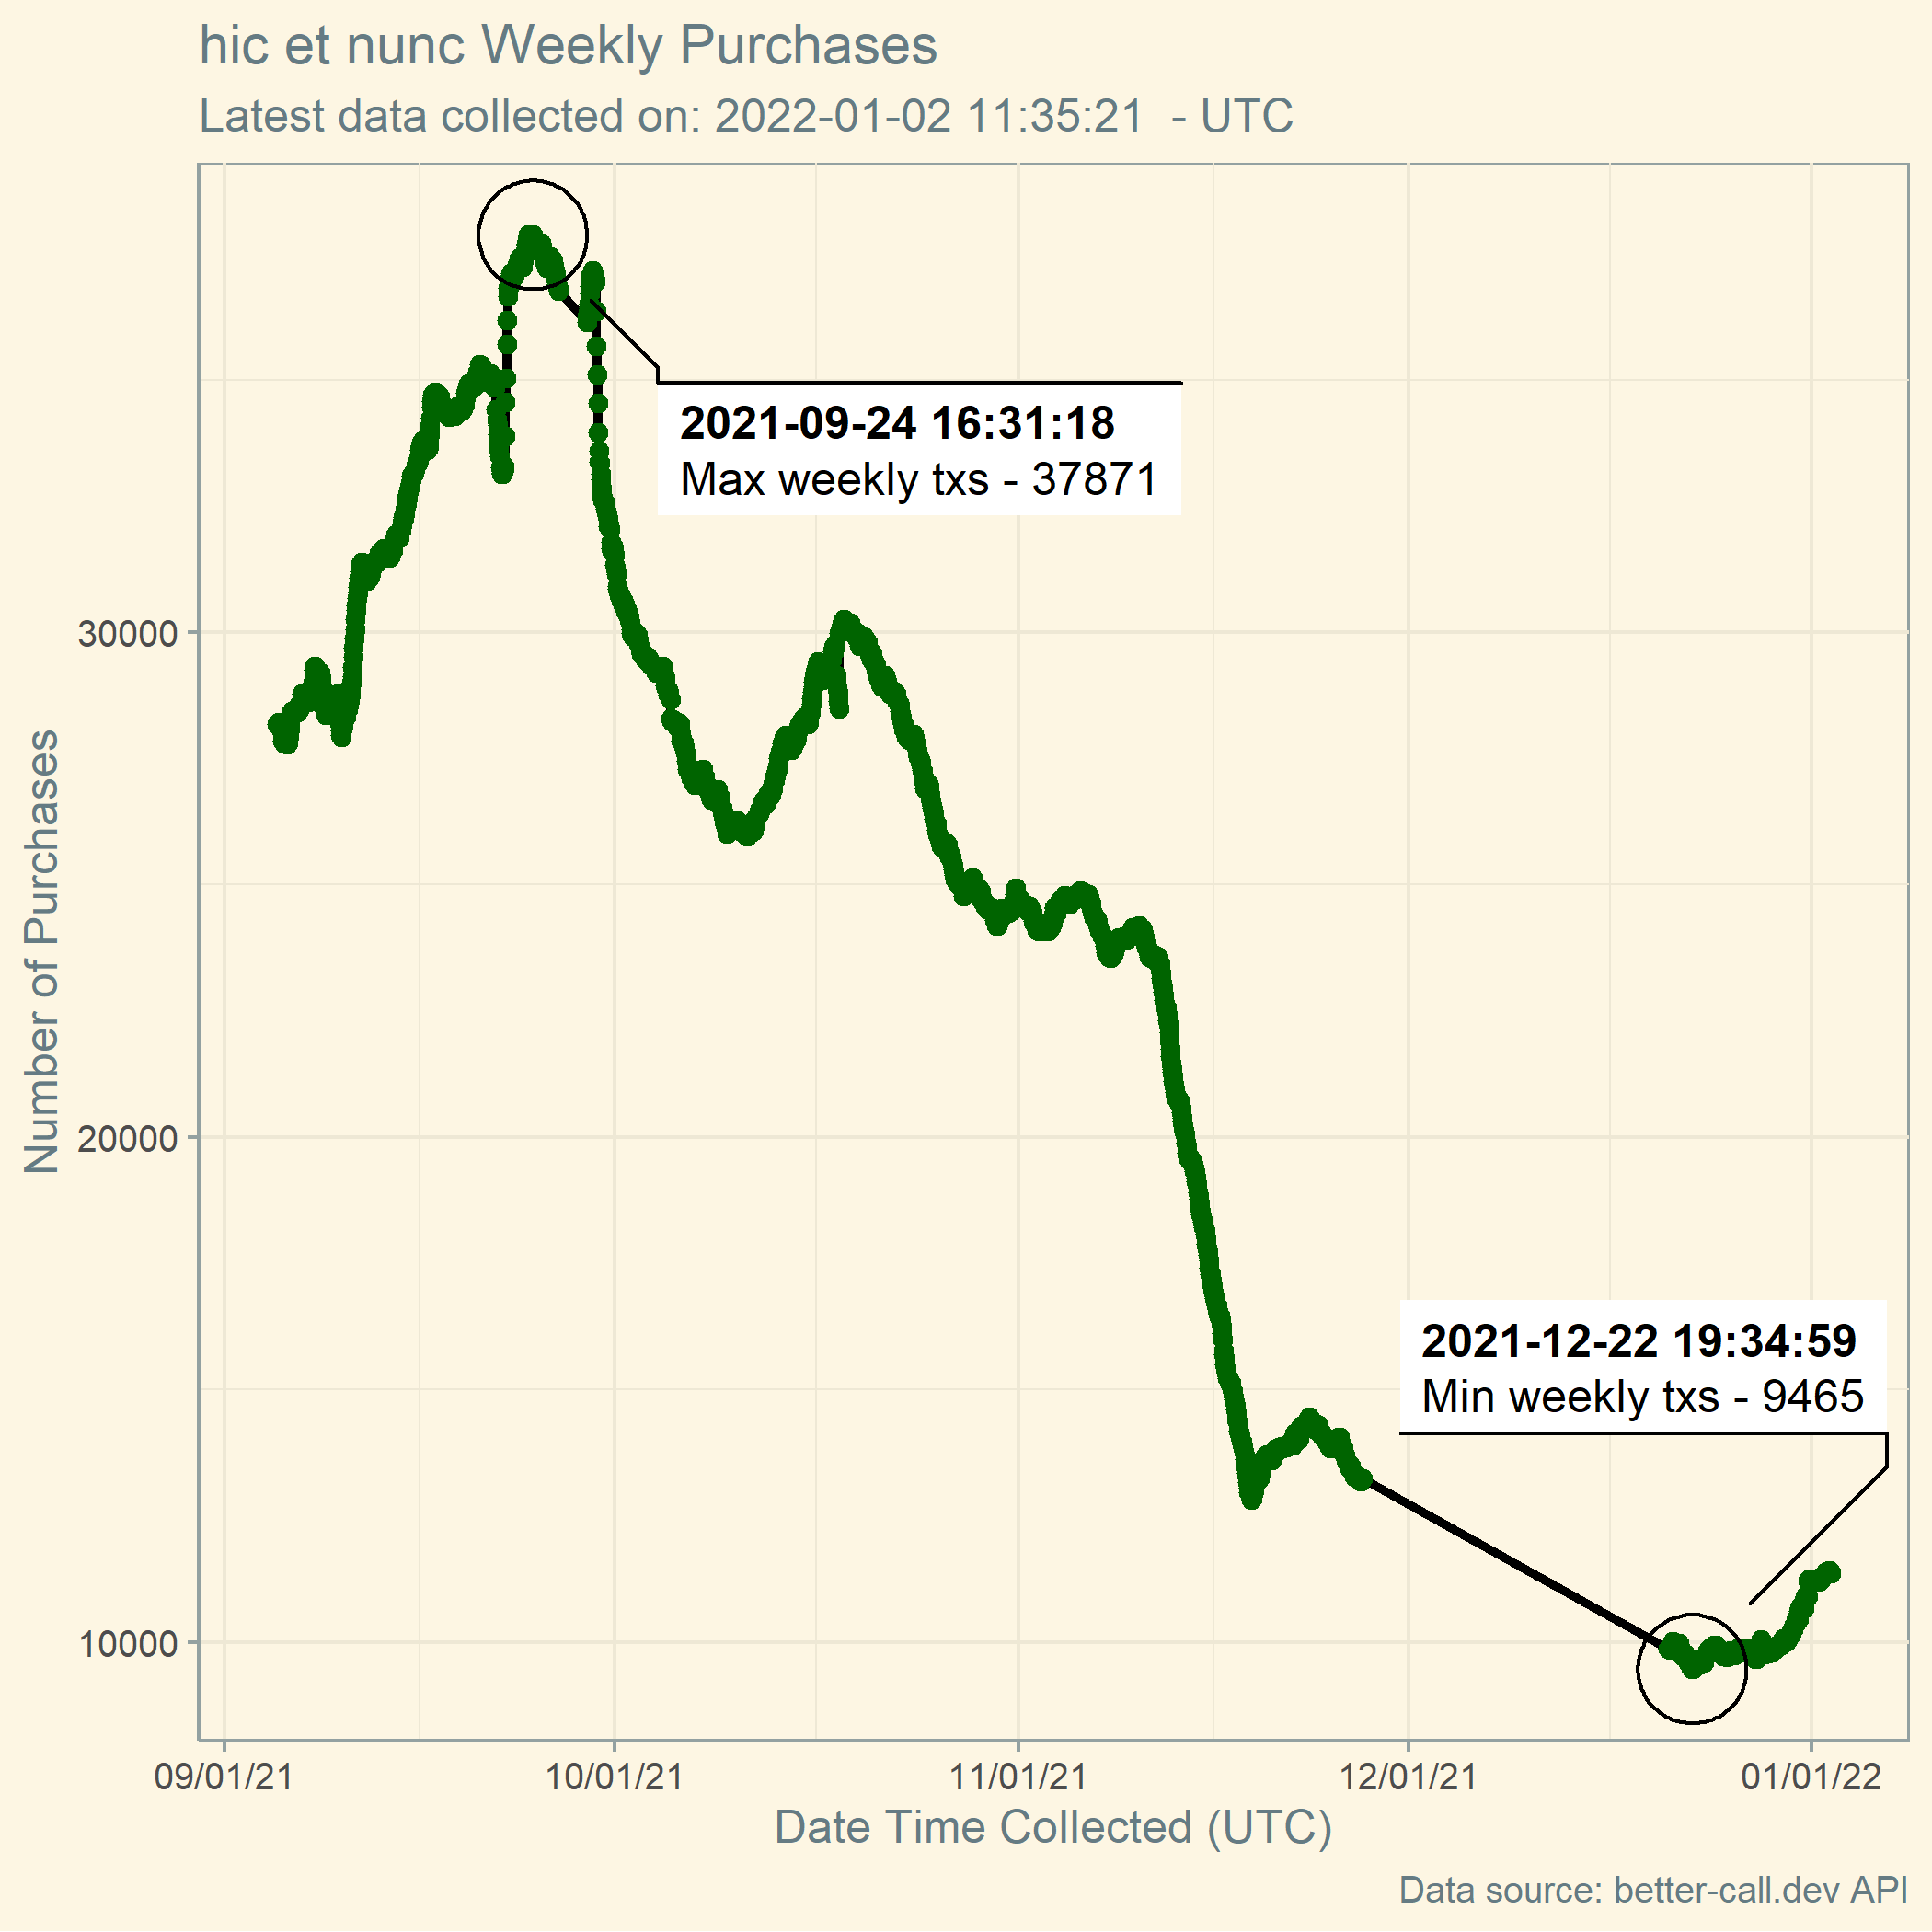 hic et nunc Weekly Purchases
Latest data collected on: 2022-01-02 11:35:21  - UTC
2021-09-24 16:31:18
Max weekly txs - 37871
2021-12-22 19:34:59
Min weekly txs - 9465
Number of Purchases
30000
20000
10000
09/01/21
10/01/21
11/01/21
12/01/21
01/01/22
Date Time Collected (UTC)
Data source: better-call.dev API